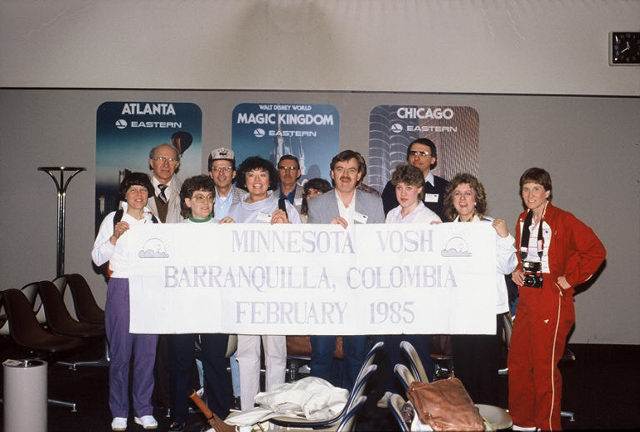 ATLANTA
EASTERN
WALT DISNEY WORLD
MAGIC KINGDOM
EASTERN
CHICAGO
EASTERN
MINNESOTA VOSH
BARRANQUILLA, COLOMBIA
FEBRUARY 1985